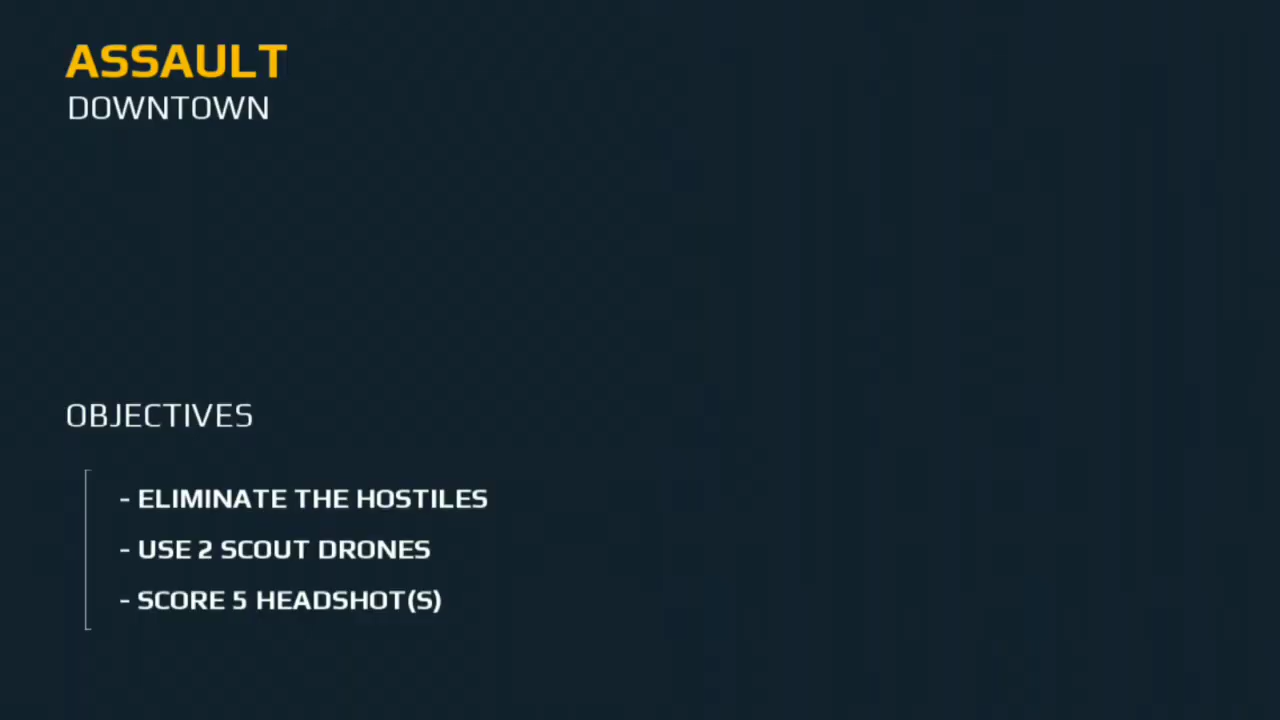 ASSAULT
DOWNTOWN
OBJECTIVES
- ELIMINATE THE HOSTILES
- USE 2 SCOUT DRONES
- SCORE 5 HEADSHOT(S)